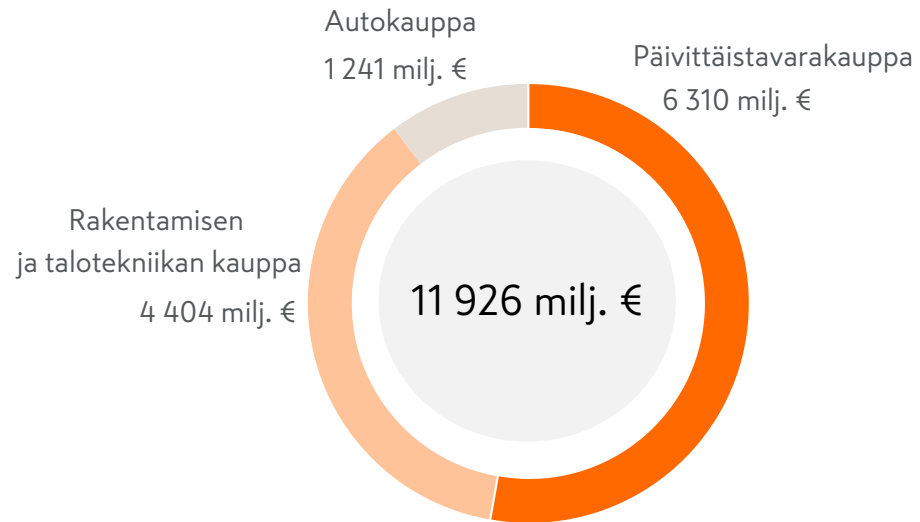 Autokauppa
1 241 milj. €
Päivittäistavarakauppa
6 310 milj. €
Rakentamisen
ja talotekniikan kauppa
4 404 milj. €
11 926 milj. €